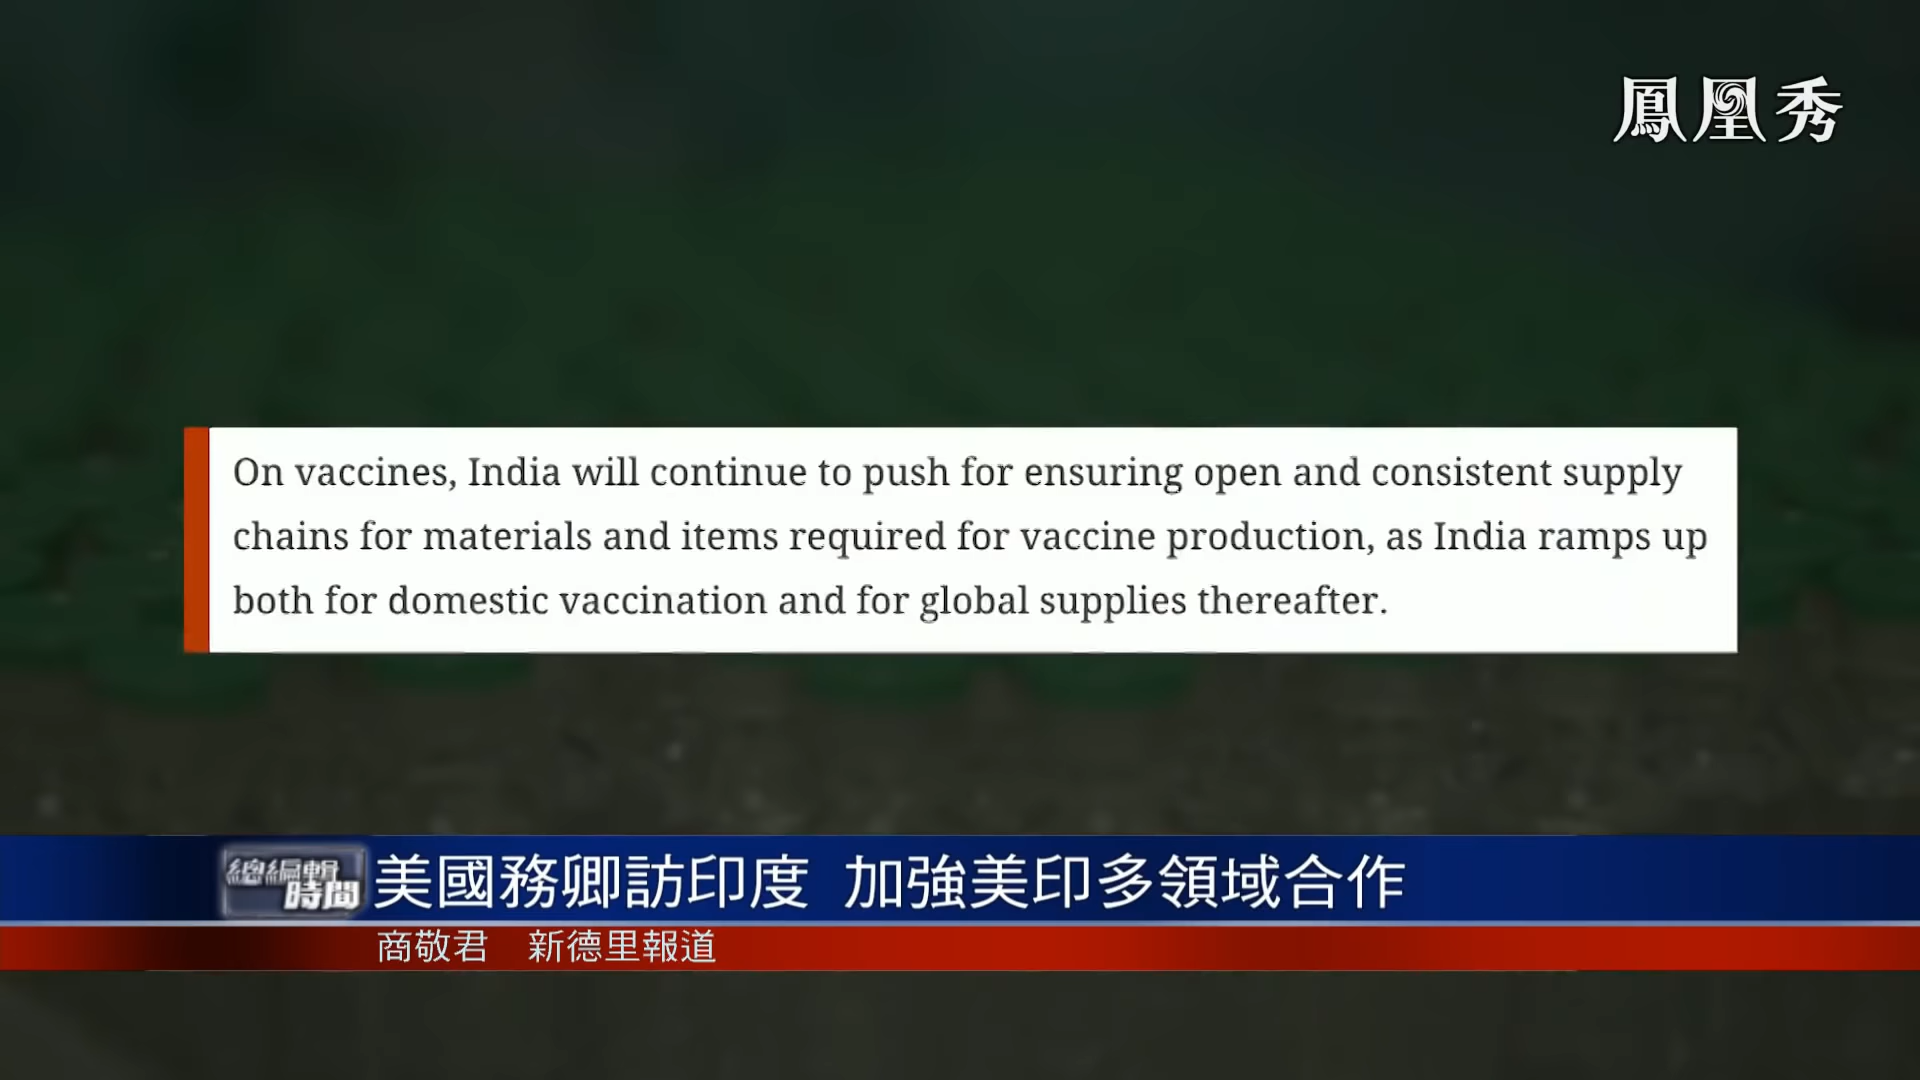 鳳凰秀
On vaccines, India will continue to push for ensuring open and consistent supply
chains for materials and items required for vaccine production, as India ramps up
both for domestic vaccination and for global supplies thereafter.
總編輯
時間
美國務卿訪印度 加強美印多領域合作
商敬君 新德里報道